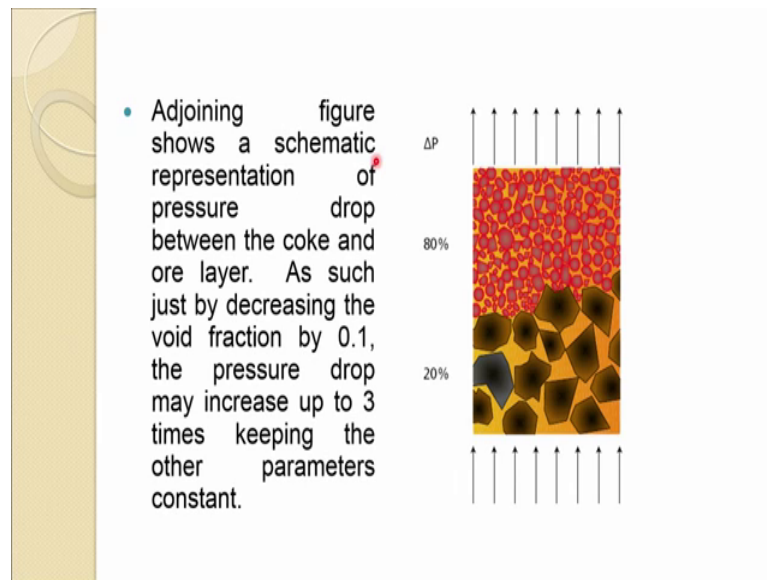 Adjoining figure
shows a schematic
representation of
pressure drop
between the coke and
ore layer. As such
just by decreasing the
void fraction by 0.1,
the pressure drop
may increase up to 3
times keeping the
other parameters
constant.
ΔP
80%
20%